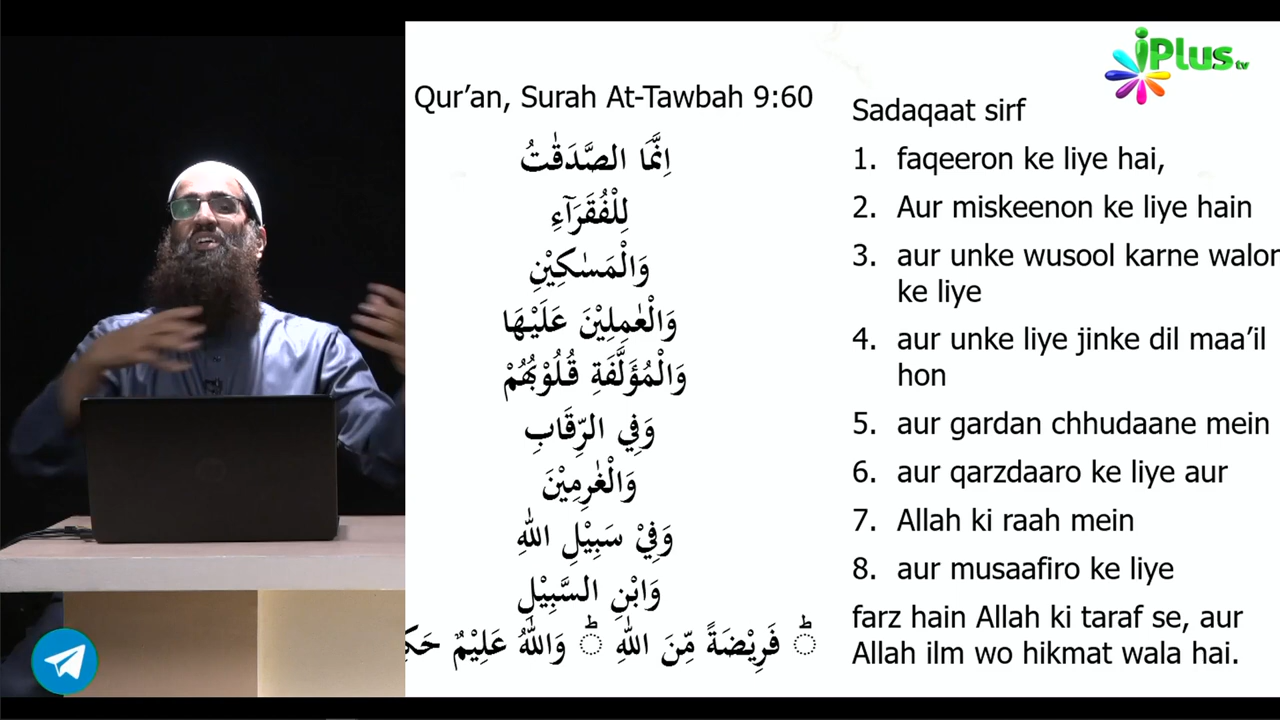 iPlus tv
Qur’an, Surah At-Tawbah 9:60
اِنَّمَا الصَّدَقٰتُ
لِلْفُقَرَآءِ
وَالْمَسٰكِيْنِ
وَالْعٰمِلِيْنَ عَلَيْهَا
وَالْمُؤَلَّفَةِ قُلُوْبُهُمْ
وَفِي الرِّقَابِ
وَالْغٰرِمِيْنَ
وَفِيْ سَبِيْلِ اللّٰهِ
وَابْنِ السَّبِيْلِ
ؕ فَرِيْضَةً مِّنَ اللّٰهِ ؕ وَاللّٰهُ عَلِيْمٌ
Sadaqaat sirf
1. faqeeron ke liye hai,
2. Aur miskeenon ke liye hain
3. aur unke wusool karne walon
ke liye
4. aur unke liye jinke dil maa’il
hon
5. aur gardan chhudaane mein
6. aur qarzdaaro ke liye aur
7. Allah ki raah mein
8. aur musaafiro ke liye
farz hain Allah ki taraf se, aur
Allah ilm wo hikmat wala hai.